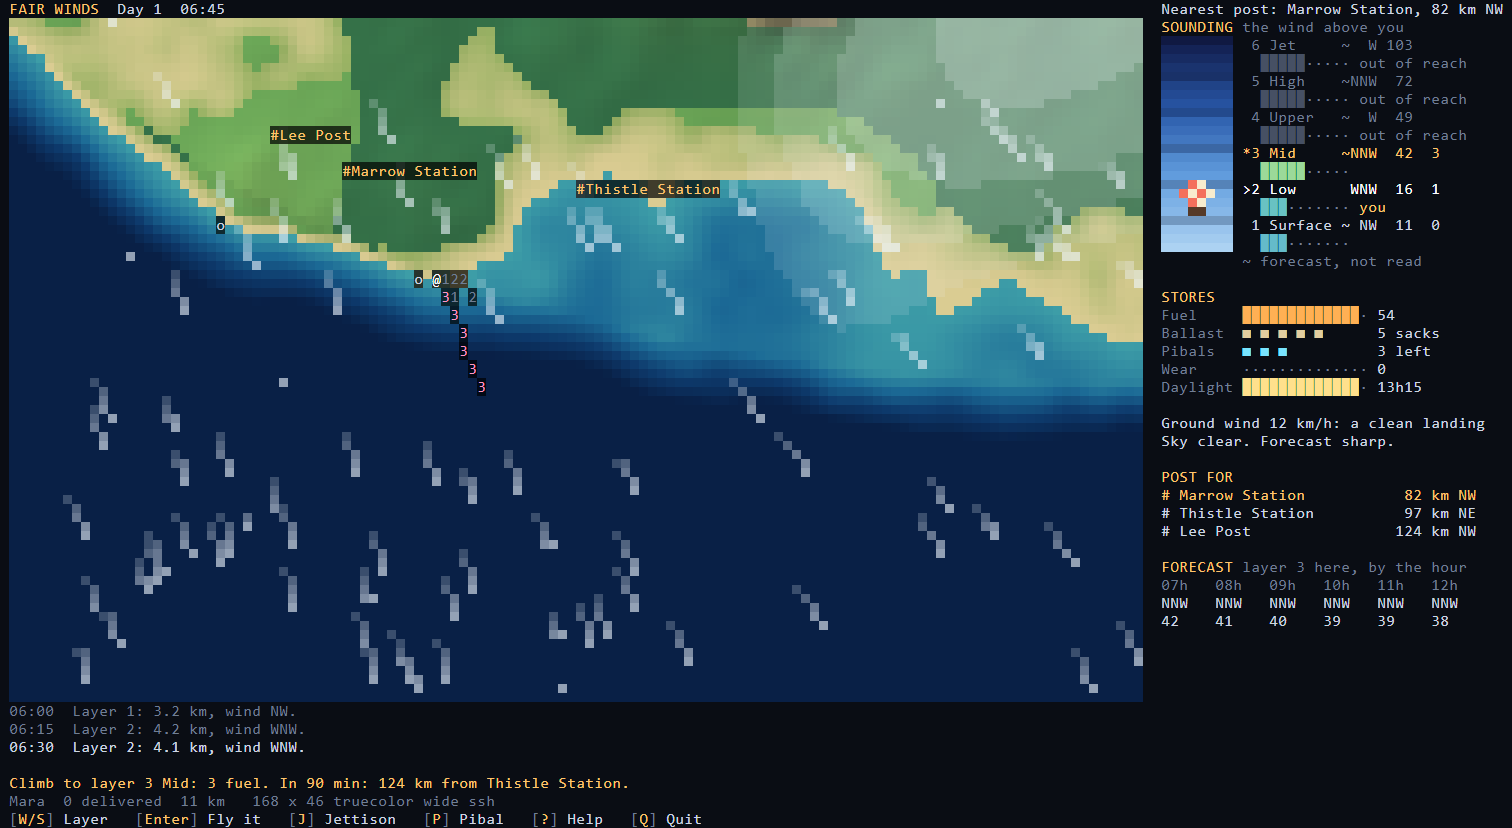 FAIR WINDS  Day 1  06:45
Nearest post: Marrow Station, 82 km NW
SOUNDING the wind above you
6 Jet ~ W 103
out of reach
5 High ~NNW 72
out of reach
4 Upper ~ W 49
out of reach
*3 Mid ~NNW 42 3
>2 Low WNW 16 1
you
1 Surface ~ NW 11 0
~ forecast, not read
#Lee Post
#Marrow Station
#Thistle Station
o
o @122
31 2
3
3
3
3
3
STORES
Fuel 54
Ballast 5 sacks
Pibals 3 left
Wear 0
Daylight 13h15
Ground wind 12 km/h: a clean landing
Sky clear. Forecast sharp.
POST FOR
# Marrow Station 82 km NW
# Thistle Station 97 km NE
# Lee Post 124 km NW
FORECAST layer 3 here, by the hour
07h 08h 09h 10h 11h 12h
NNW NNW NNW NNW NNW NNW
42 41 40 39 39 38
06:00  Layer 1: 3.2 km, wind NW.
06:15  Layer 2: 4.2 km, wind WNW.
06:30  Layer 2: 4.1 km, wind WNW.
Climb to layer 3 Mid: 3 fuel. In 90 min: 124 km from Thistle Station.
Mara  0 delivered  11 km   168 x 46 truecolor wide ssh
[W/S] Layer   [Enter] Fly it   [J] Jettison   [P] Pibal   [?] Help   [Q] Quit